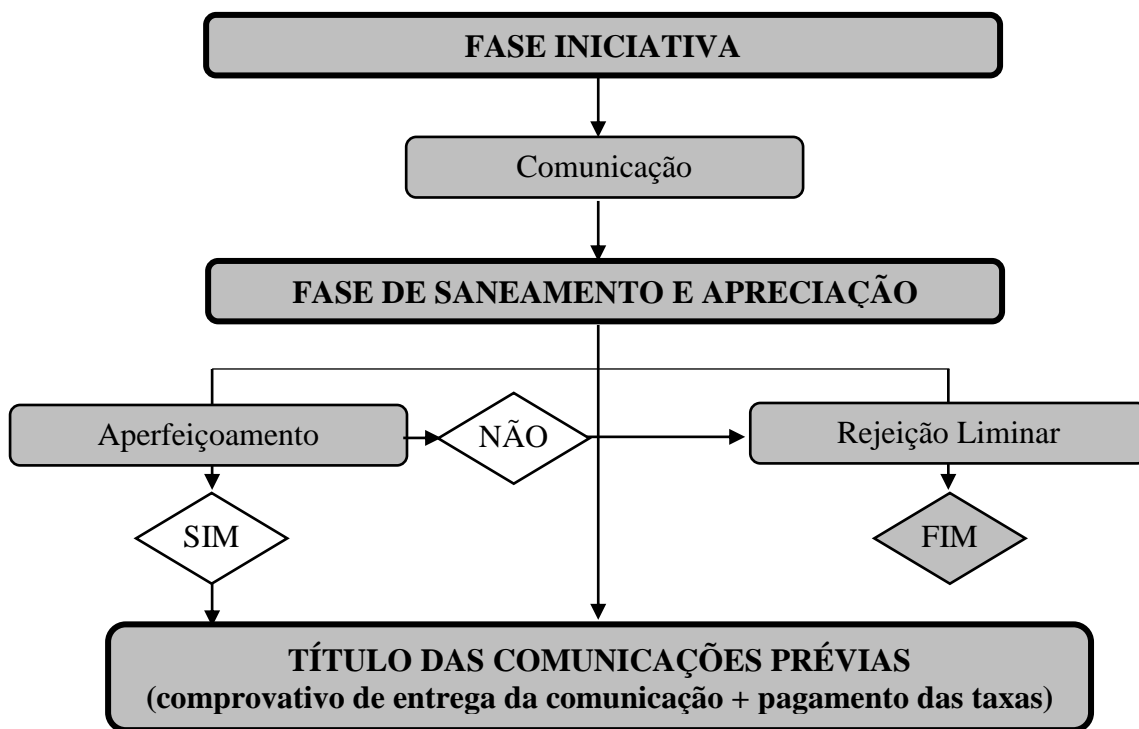 FASE INICIATIVA
Comunicação
FASE DE SANEAMENTO E APRECIAÇÃO
Aperfeiçoamento
NÃO
Rejeição Liminar
SIM
FIM
TÍTULO DAS COMUNICAÇÕES PRÉVIAS
(comprovativo de entrega da comunicação + pagamento das taxas)